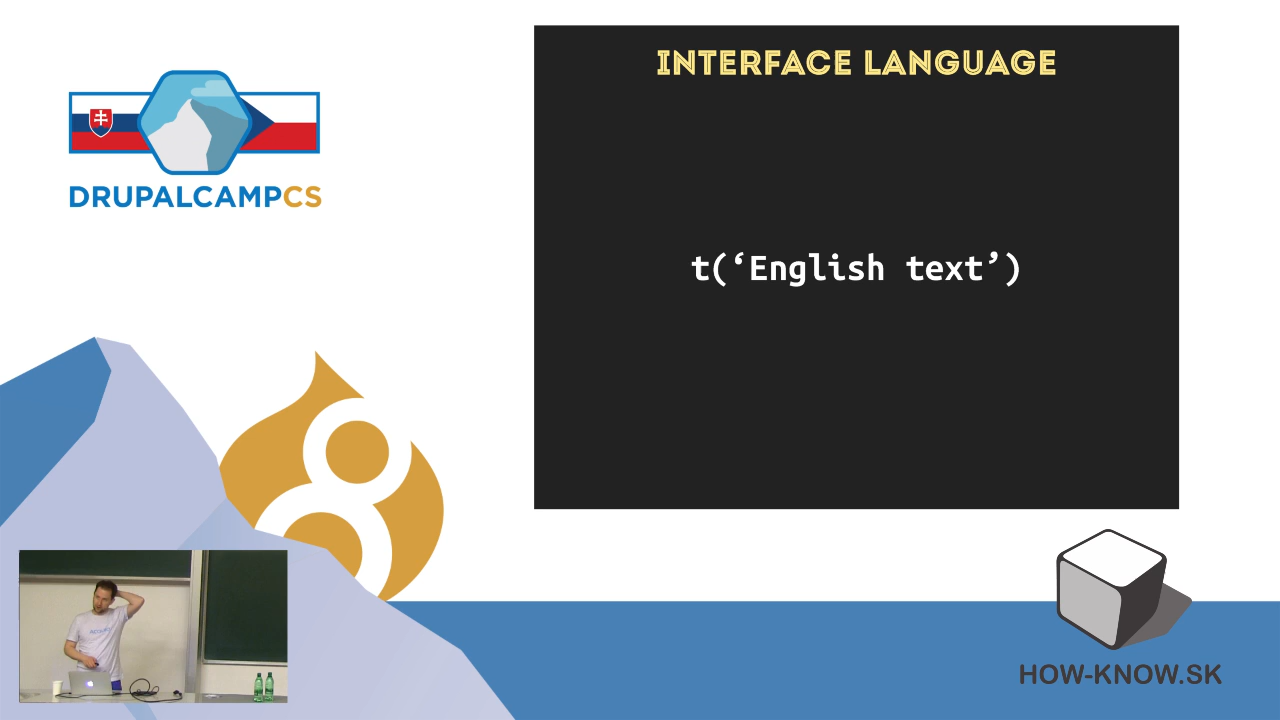 INTERFACE LANGUAGE
DRUPALCAMPCS
t(‘English text’)
HOW-KNOW.SK